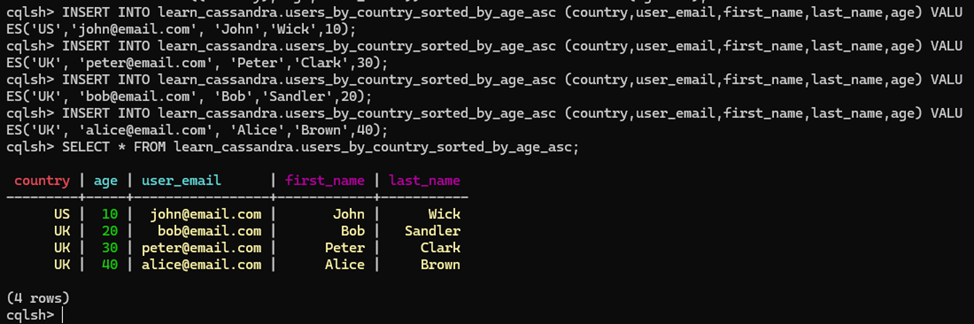 cqlsh> INSERT INTO learn_cassandra.users_by_country_sorted_by_age_asc (country,user_email,first_name,last_name,age) VALU
ES('US','john@email.com', 'John','Wick',10);
cqlsh> INSERT INTO learn_cassandra.users_by_country_sorted_by_age_asc (country,user_email,first_name,last_name,age) VALU
ES('UK', 'peter@email.com', 'Peter','Clark',30);
cqlsh> INSERT INTO learn_cassandra.users_by_country_sorted_by_age_asc (country,user_email,first_name,last_name,age) VALU
ES('UK', 'bob@email.com', 'Bob','Sandler',20);
cqlsh> INSERT INTO learn_cassandra.users_by_country_sorted_by_age_asc (country,user_email,first_name,last_name,age) VALU
ES('UK', 'alice@email.com', 'Alice','Brown',40);
cqlsh> SELECT * FROM learn_cassandra.users_by_country_sorted_by_age_asc;
country | age | user_email | first_name | last_name
---------+-----+-----------------+------------+-----------
US | 10 | john@email.com | John | Wick
UK | 20 | bob@email.com | Bob | Sandler
UK | 30 | peter@email.com | Peter | Clark
UK | 40 | alice@email.com | Alice | Brown
(4 rows)
cqlsh>